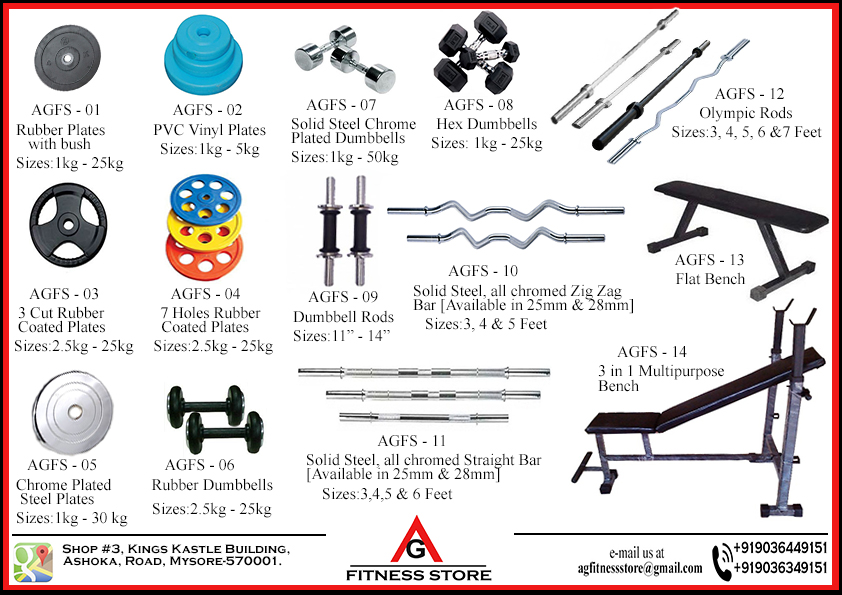 AGFS - 01
Rubber Plates
with bush
Sizes:1kg - 25kg
AGFS - 02
PVC Vinyl Plates
Sizes:1kg - 5kg
AGFS - 07
Solid Steel Chrome
Plated Dumbbells
Sizes:1kg - 50kg
AGFS - 08
Hex Dumbbells
Sizes: 1kg - 25kg
AGFS - 12
Olympic Rods
Sizes:3, 4, 5, 6 &7 Feet
AGFS - 03
3 Cut Rubber
Coated Plates
Sizes:2.5kg - 25kg
AGFS - 04
7 Holes Rubber
Coated Plates
Sizes:2.5kg - 25kg
AGFS - 09
Dumbbell Rods
Sizes:11” - 14”
AGFS - 10
Solid Steel, all chromed Zig Zag
Bar [Available in 25mm & 28mm]
Sizes:3, 4 & 5 Feet
AGFS - 13
Flat Bench
AGFS - 05
Chrome Plated
Steel Plates
Sizes:1kg - 30 kg
AGFS - 06
Rubber Dumbbells
Sizes:2.5kg - 25kg
AGFS - 11
Solid Steel, all chromed Straight Bar
[Available in 25mm & 28mm]
Sizes:3,4,5 & 6 Feet
AGFS - 14
3 in 1 Multipurpose
Bench
Shop #3, Kings Kastle Building,
Ashoka, Road, Mysore-570001.
AG
FITNESS STORE
e-mail us at
agfitnessstore@gmail.com
+919036449151
+919036349151